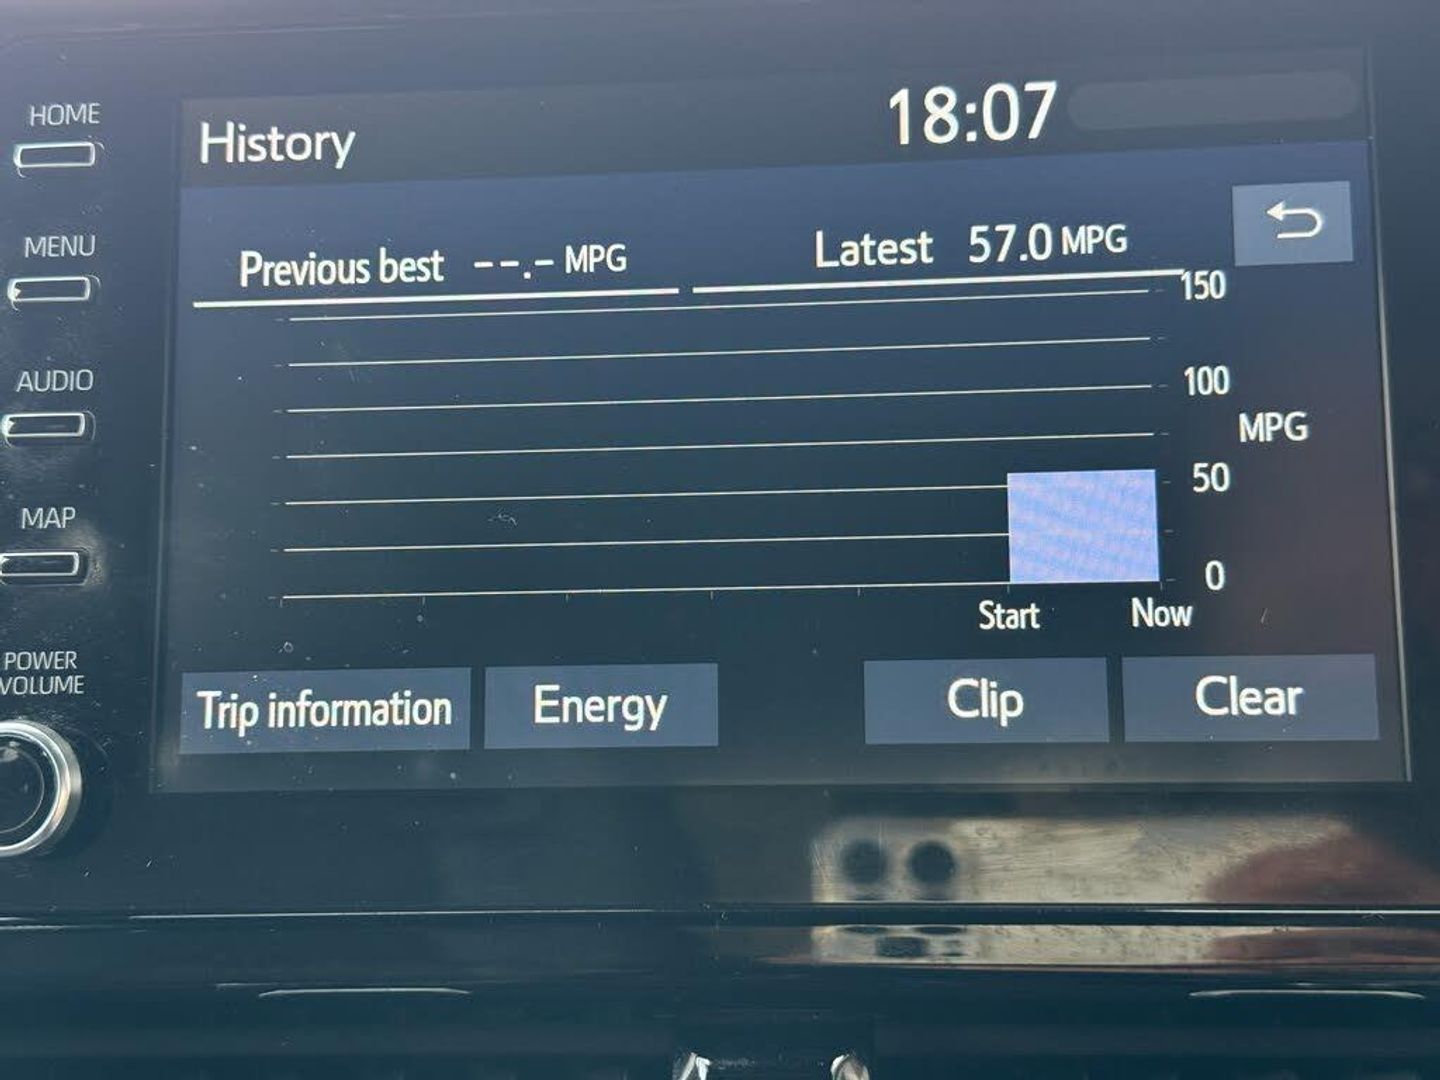 HOME
MENU
AUDIO
MAP
POWER
VOLUME
History
18:07
Previous best --.- MPG
Latest 57.0 MPG
150
100
MPG
50
0
Start
Now
Trip information
Energy
Clip
Clear